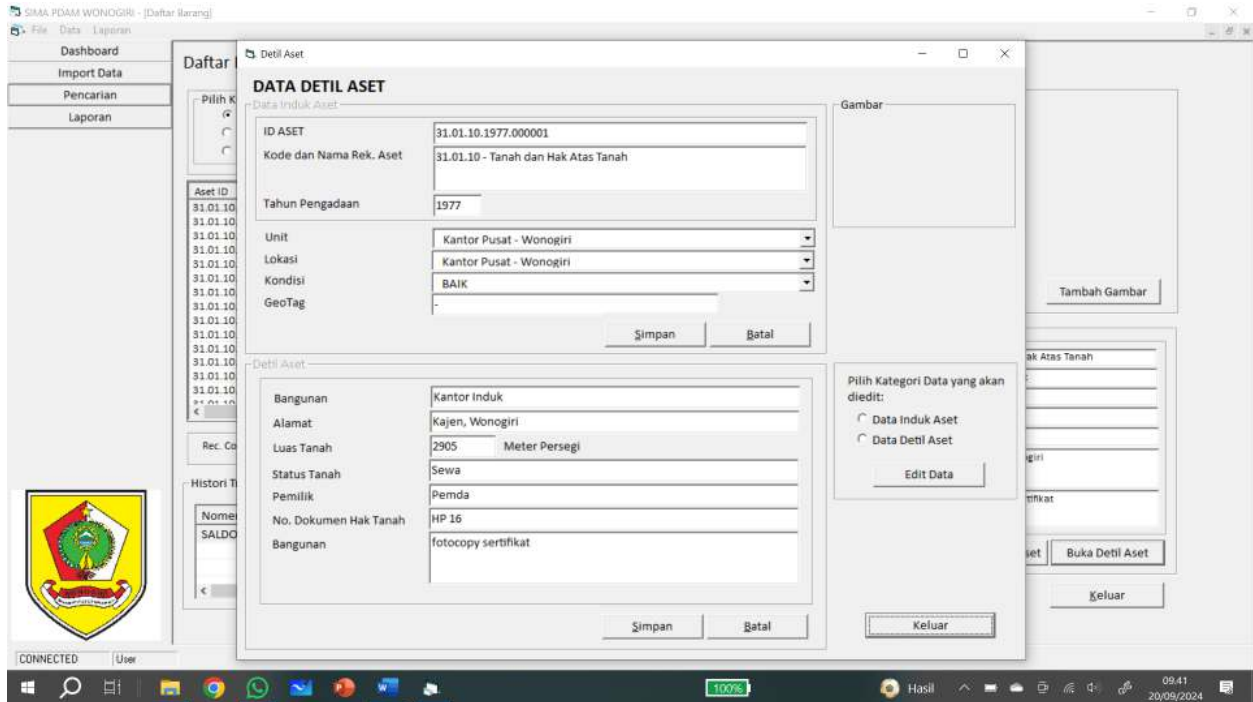 SIMA PDAM WONOGIRI - [Daftar Barang]
File Data Laporan
Dashboard
Import Data
Pencarian
Laporan
Daftar
Pilih K
Aset ID
31.01.10
31.01.10
31.01.10
31.01.10
31.01.10
31.01.10
31.01.10
31.01.10
31.01.10
31.01.10
31.01.10
31.01.10
31.01.10
31.01.10
Rec. Co
Histori T
Nome
SALDO
Detil Aset
DATA DETIL ASET
Data Induk Aset
ID ASET 31.01.10.1977.000001
Kode dan Nama Rek. Aset 31.01.10 - Tanah dan Hak Atas Tanah
Tahun Pengadaan 1977
Unit Kantor Pusat - Wonogiri
Lokasi Kantor Pusat - Wonogiri
Kondisi BAIK
GeoTag -
Simpan Batal
Detil Aset
Bangunan Kantor Induk
Alamat Kajen, Wonogiri
Luas Tanah 2905 Meter Persegi
Status Tanah Sewa
Pemilik Pemda
No. Dokumen Hak Tanah HP 16
Bangunan fotocopy sertifikat
Simpan Batal
Gambar
Pilih Kategori Data yang akan
diedit:
Data Induk Aset
Data Detil Aset
Edit Data
Keluar
Tambah Gambar
ak Atas Tanah
giri
tifikat
set Buka Detil Aset
Keluar
WONOGIRI
CONNECTED User
100%
Hasil
09.41
20/09/2024